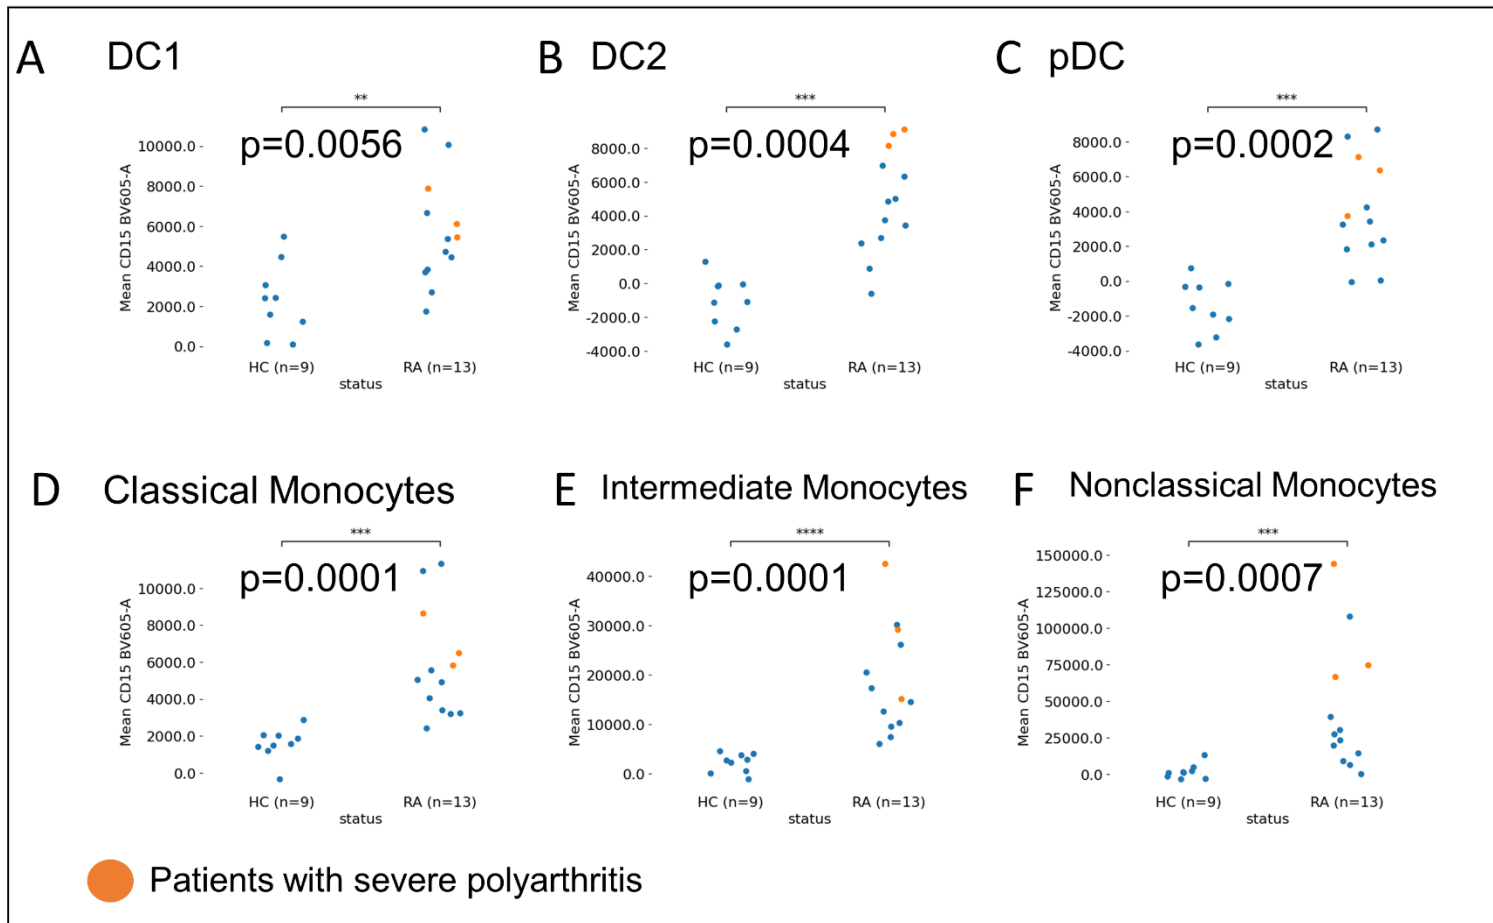 A DC1
**
p=0.0056
10000.0
8000.0
6000.0
4000.0
2000.0
0.0
Mean CD15 BV605-A
HC (n=9) RA (n=13)
status
B DC2
***
p=0.0004
8000.0
6000.0
4000.0
2000.0
0.0
-2000.0
-4000.0
Mean CD15 BV605-A
HC (n=9) RA (n=13)
status
C pDC
***
p=0.0002
8000.0
6000.0
4000.0
2000.0
0.0
-2000.0
-4000.0
Mean CD15 BV605-A
HC (n=9) RA (n=13)
status
D Classical Monocytes
***
p=0.0001
10000.0
8000.0
6000.0
4000.0
2000.0
0.0
Mean CD15 BV605-A
HC (n=9) RA (n=13)
status
E Intermediate Monocytes
****
p=0.0001
40000.0
30000.0
20000.0
10000.0
0.0
Mean CD15 BV605-A
HC (n=9) RA (n=13)
status
F Nonclassical Monocytes
***
p=0.0007
150000.0
125000.0
100000.0
75000.0
50000.0
25000.0
0.0
Mean CD15 BV605-A
HC (n=9) RA (n=13)
status
Patients with severe polyarthritis